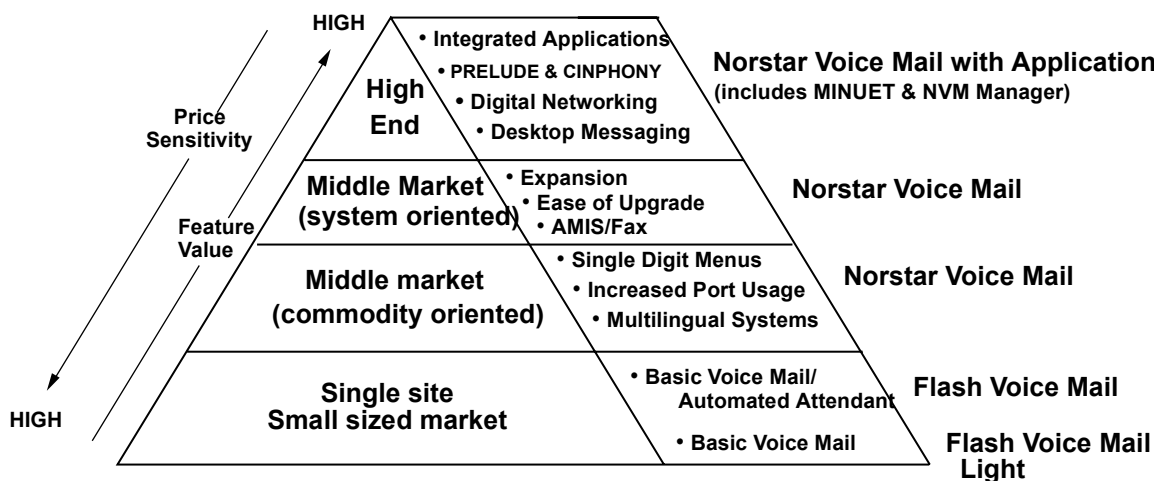 HIGH
Price
Sensitivity
Feature
Value
HIGH
High
End
• Integrated Applications
• PRELUDE & CINPHONY
• Digital Networking
• Desktop Messaging
Norstar Voice Mail with Application
(includes MINUET & NVM Manager)
Middle Market
(system oriented)
• Expansion
• Ease of Upgrade
• AMIS/Fax
Norstar Voice Mail
Middle market
(commodity oriented)
• Single Digit Menus
• Increased Port Usage
• Multilingual Systems
Norstar Voice Mail
Single site
Small sized market
• Basic Voice Mail/
Automated Attendant
• Basic Voice Mail
Flash Voice Mail
Flash Voice Mail
Light